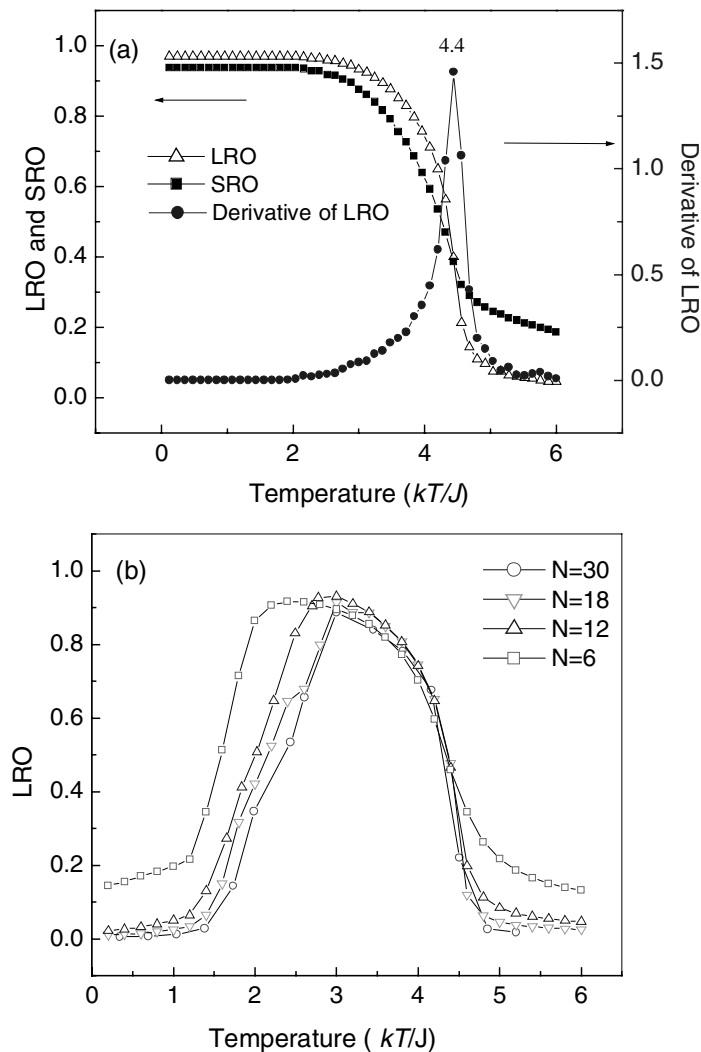 (a)
4.4
1.0
0.8
0.6
0.4
0.2
0.0
LRO and SRO
LRO
SRO
Derivative of LRO
1.5
1.0
0.5
0.0
Derivative of LRO
0
2
4
6
Temperature (kT/J)
(b)
1.0
0.8
0.6
0.4
0.2
0.0
LRO
N=30
N=18
N=12
N=6
0
1
2
3
4
5
6
Temperature ( kT/J)